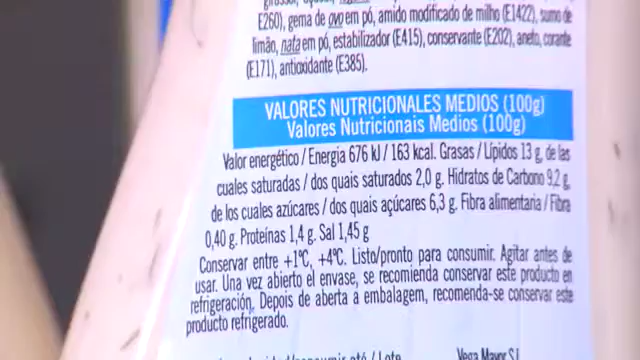 E260), gema de ovo en pó, amido modificado de milho (E1422), sumo de
limão, nata em pó, estabilizador (E415), conservante (E202), aneto, corante
(E171), antioxidante (E385).
VALORES NUTRICIONALES MEDIOS (100g)
Valores Nutricionais Medios (100g)
Valor energético / Energia 676 kJ / 163 kcal. Grasas / Lípidos 13 g, de las
cuales saturadas / dos quais saturados 2,0 g. Hidratos de Carbono 9,2 g,
de los cuales azúcares / dos quais açúcares 6,3 g. Fibra alimentaria / Fibra
0,40 g. Proteínas 1,4 g. Sal 1,45 g
Conservar entre +1ºC, +4ºC. Listo/pronto para consumir. Agitar antes de
usar. Una vez abierto el envase, se recomienda conservar este producto en
refrigeración. Depois de aberta a embalagem, recomenda-se conservar este
producto refrigerado.
/ Lote
Vega Mayor S.L.